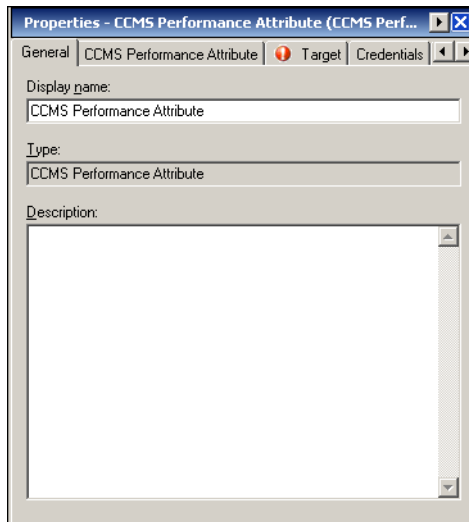 Properties - CCMS Performance Attribute (CCMS Perf...
General CCMS Performance Attribute Target Credentials
Display name:
CCMS Performance Attribute
Type:
CCMS Performance Attribute
Description: